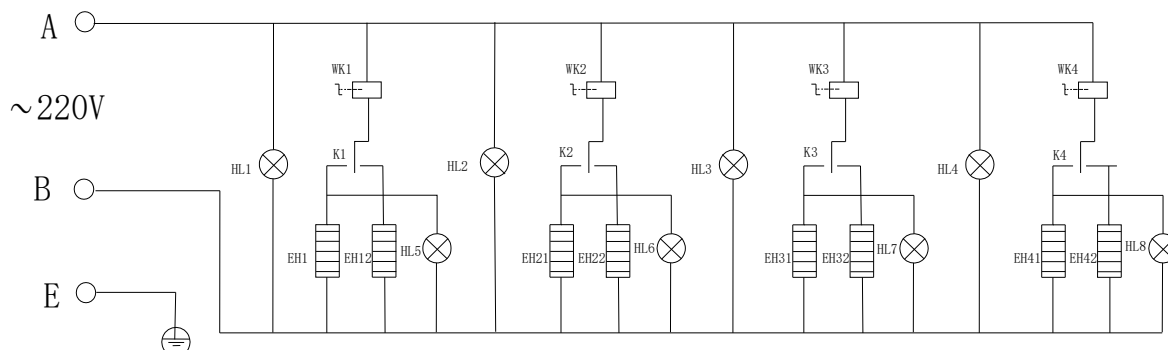 A
WK1 WK2 WK3 WK4
~220V
K1 K2 K3 K4
HL1 HL2 HL3 HL4
B
EH1 EH12 HL5 EH21 EH22 HL6 EH31 EH32 HL7 EH41 EH42 HL8
E